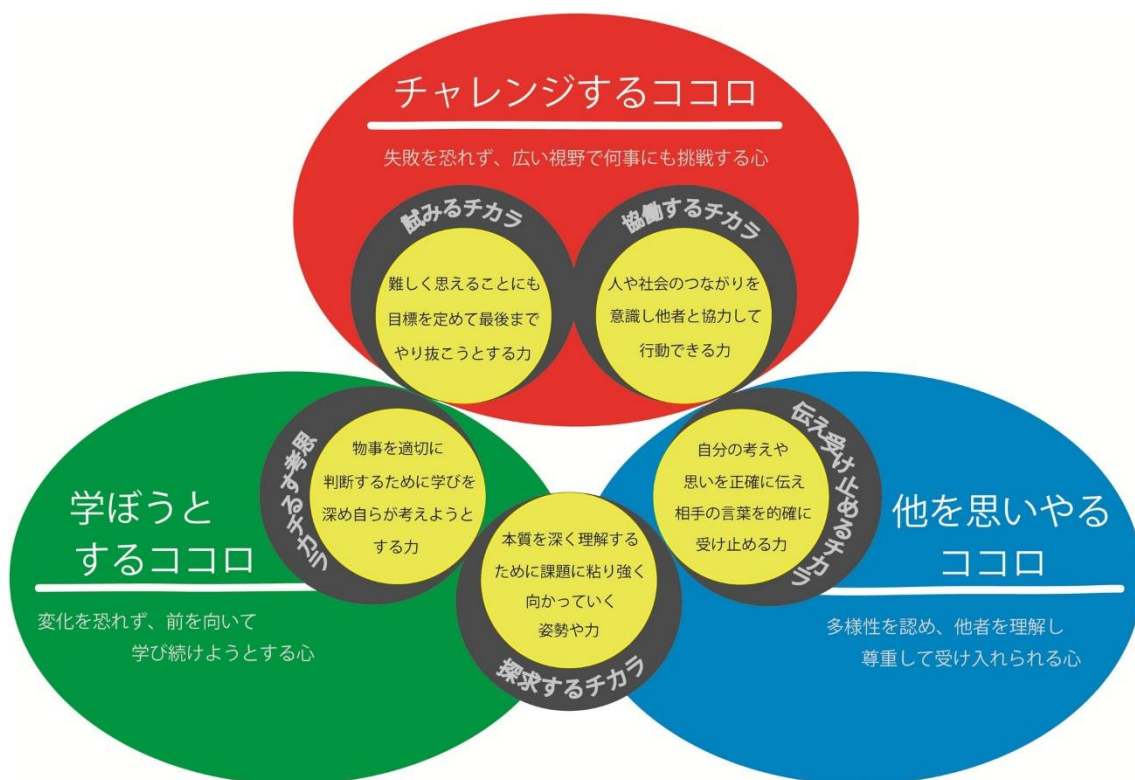 チャレンジするココロ
失敗を恐れず、広い視野で何事にも挑戦する心
試みるチカラ
難しく思えることにも
目標を定めて最後まで
やり抜こうとする力
協働するチカラ
人や社会のつながりを
意識し他者と協力して
行動できる力
学ぼうと
するココロ
変化を恐れず、前を向いて
学び続けようとする心
思考するチカラ
物事を適切に
判断するために学びを
深め自らが考えようと
する力
本質を深く理解する
ために課題に粘り強く
向かっていく
姿勢や力
探求するチカラ
伝え受け止めるチカラ
自分の考えや
思いを正確に伝え
相手の言葉を的確に
受け止める力
他を思いやる
ココロ
多様性を認め、他者を理解し
尊重して受け入れられる心